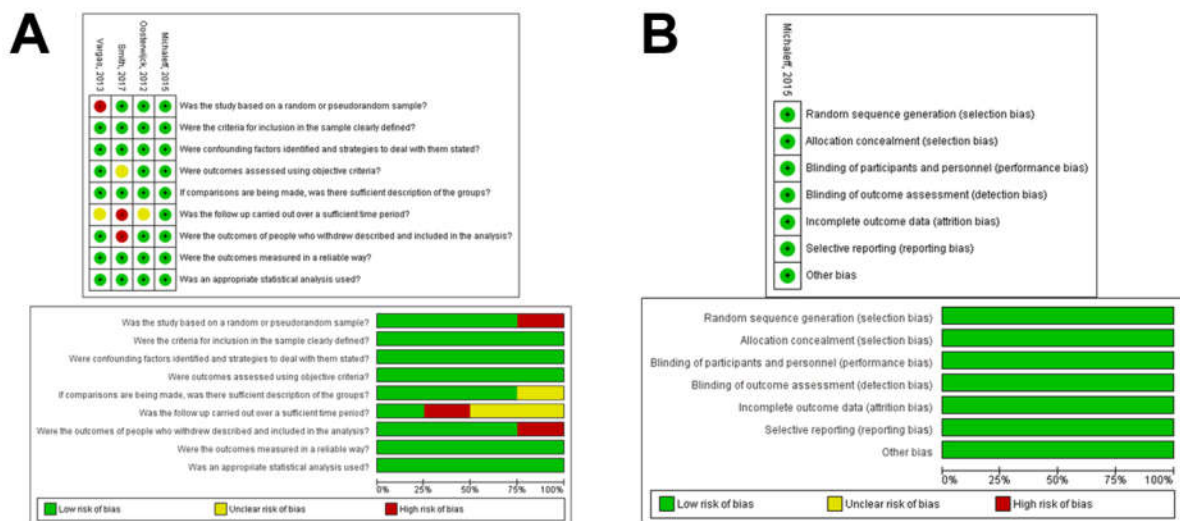 A
Vargas, 2013
Smith, 2017
Oosterwijck, 2012
Michaleff, 2015
Was the study based on a random or pseudorandom sample?
Were the criteria for inclusion in the sample clearly defined?
Were confounding factors identified and strategies to deal with them stated?
Were outcomes assessed using objective criteria?
If comparisons are being made, was there sufficient description of the groups?
Was the follow up carried out over a sufficient time period?
Were the outcomes of people who withdrew described and included in the analysis?
Were the outcomes measured in a reliable way?
Was an appropriate statistical analysis used?
Was the study based on a random or pseudorandom sample?
Were the criteria for inclusion in the sample clearly defined?
Were confounding factors identified and strategies to deal with them stated?
Were outcomes assessed using objective criteria?
If comparisons are being made, was there sufficient description of the groups?
Was the follow up carried out over a sufficient time period?
Were the outcomes of people who withdrew described and included in the analysis?
Were the outcomes measured in a reliable way?
Was an appropriate statistical analysis used?
0% 25% 50% 75% 100%
Low risk of bias Unclear risk of bias High risk of bias
B
Michaleff, 2015
Random sequence generation (selection bias)
Allocation concealment (selection bias)
Blinding of participants and personnel (performance bias)
Blinding of outcome assessment (detection bias)
Incomplete outcome data (attrition bias)
Selective reporting (reporting bias)
Other bias
Random sequence generation (selection bias)
Allocation concealment (selection bias)
Blinding of participants and personnel (performance bias)
Blinding of outcome assessment (detection bias)
Incomplete outcome data (attrition bias)
Selective reporting (reporting bias)
Other bias
0% 25% 50% 75% 100%
Low risk of bias Unclear risk of bias High risk of bias